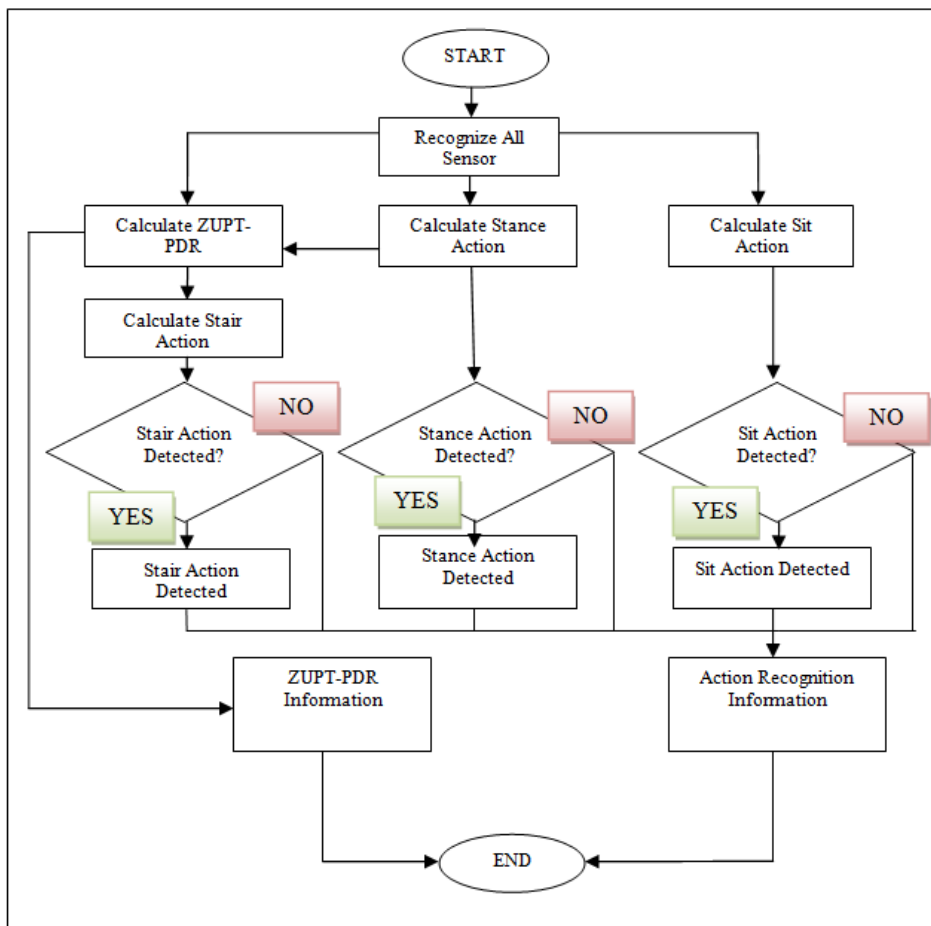 START
Recognize All
Sensor
Calculate ZUPT-
PDR
Calculate Stance
Action
Calculate Sit
Action
Calculate Stair
Action
NO
Stair Action
Detected?
YES
NO
Stance Action
Detected?
YES
NO
Sit Action
Detected?
YES
Stair Action
Detected
Stance Action
Detected
Sit Action Detected
ZUPT-PDR
Information
Action Recognition
Information
END